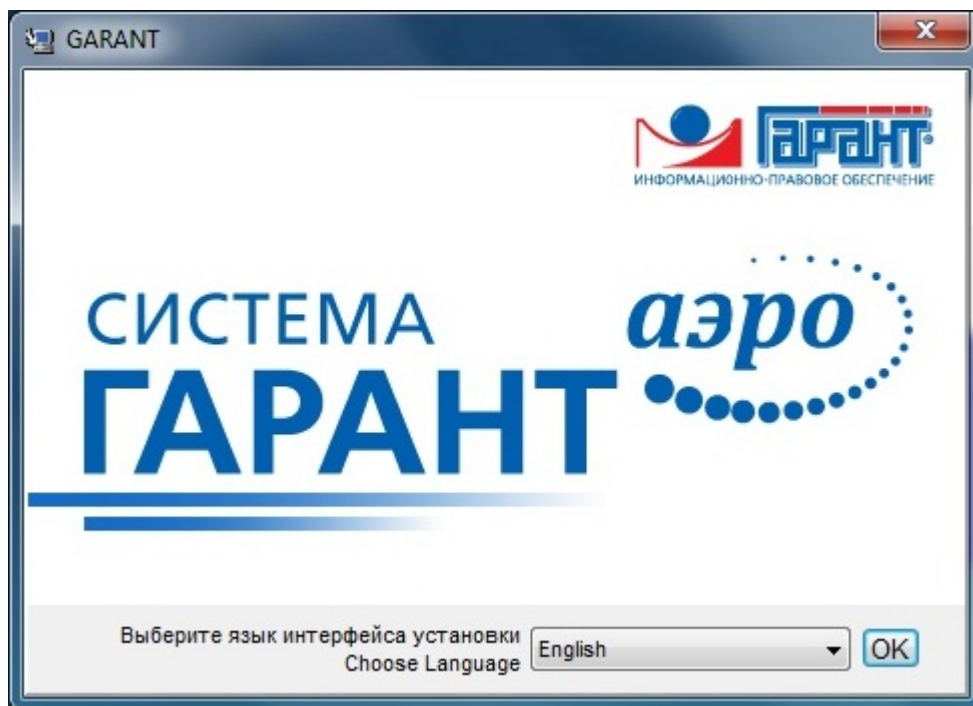 GARANT
Гарант®
ИНФОРМАЦИОННО-ПРАВОВОЕ ОБЕСПЕЧЕНИЕ
СИСТЕМА
ГАРАНТ
аэро
Выберите язык интерфейса установки
Choose Language
English
OK